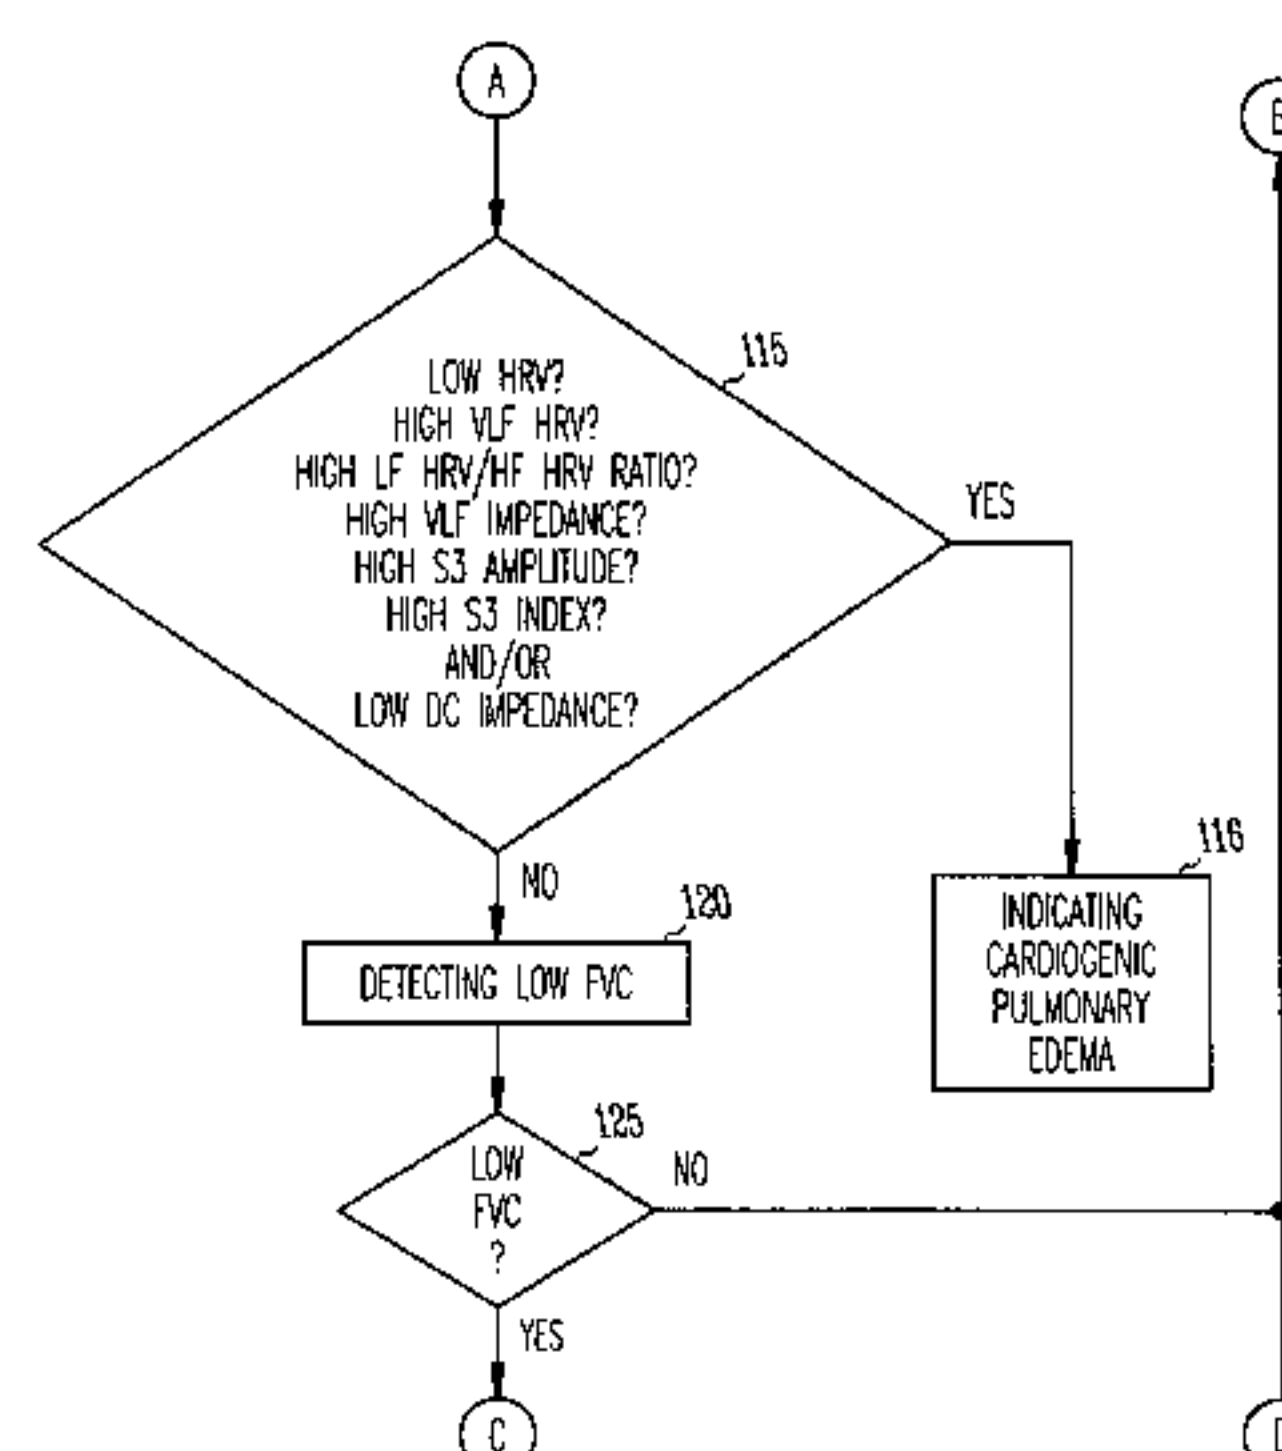 A
115
LOW HRV?
HIGH VLF HRV?
HIGH LF HRV/HF HRV RATIO?
HIGH VLF IMPEDANCE?
HIGH S3 AMPLITUDE?
HIGH S3 INDEX?
AND/OR
LOW DC IMPEDANCE?
YES
NO
116
INDICATING
CARDIOGENIC
PULMONARY
EDEMA
120
DETECTING LOW FVC
125
LOW
FVC
?
NO
YES
C